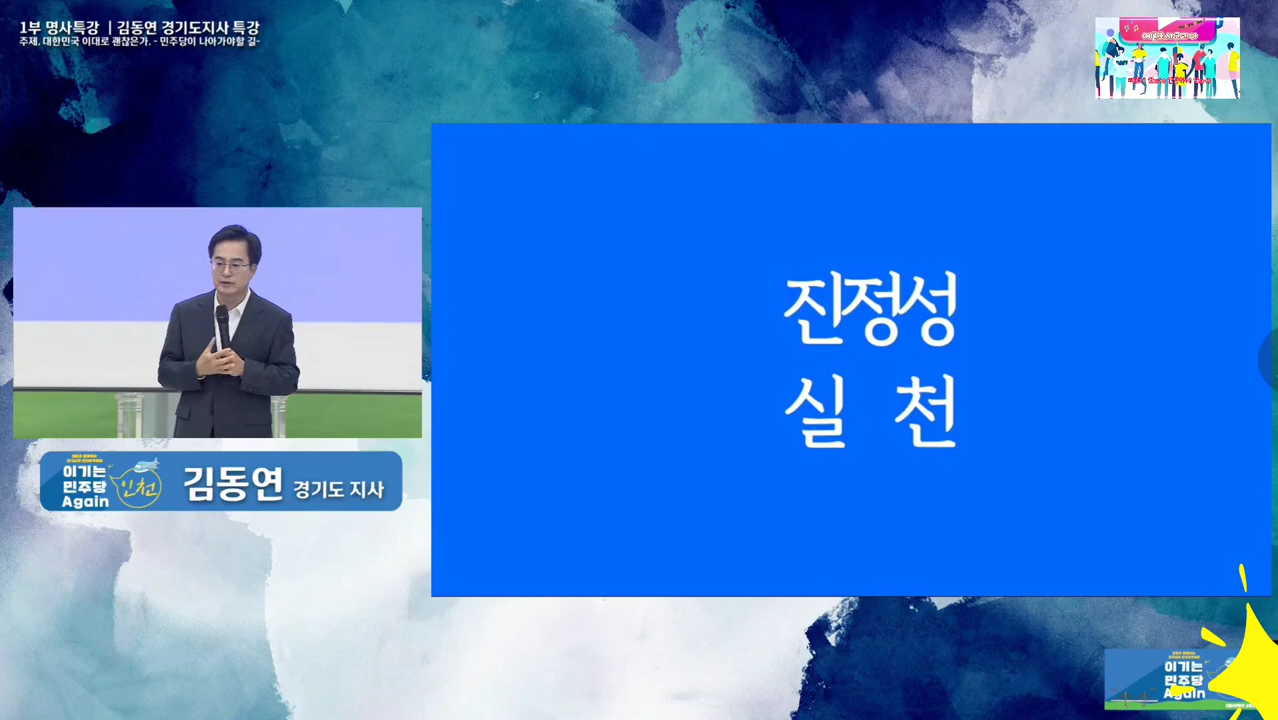 1부 명사특강 ㅣ김동연 경기도지사 특강
주제. 대한민국 이대로 괜찮은가. - 민주당이 나아가야할 길-
진정성
실 천
이기는
민주당
Again
인천
김동연 경기도 지사
이기는
민주당
Again